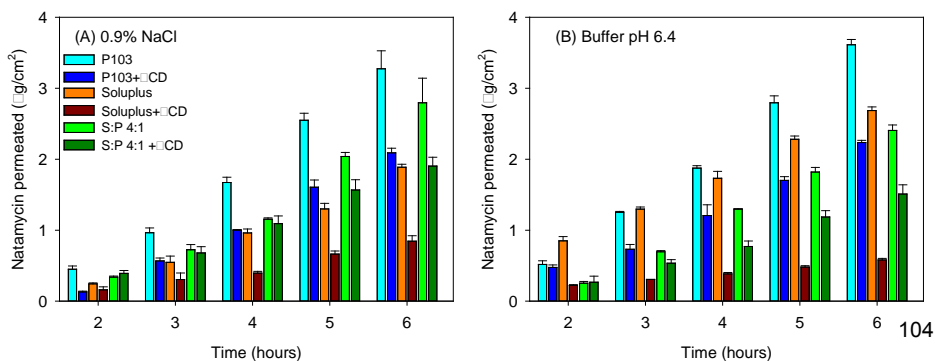 (A) 0.9% NaCl
P103
P103+□CD
Soluplus
Soluplus+□CD
S:P 4:1
S:P 4:1 +□CD
Natamycin permeated (□g/cm²)
4
3
2
1
0
2 3 4 5 6
Time (hours)
(B) Buffer pH 6.4
Natamycin permeated (□g/cm²)
4
3
2
1
0
2 3 4 5 6
Time (hours)
104